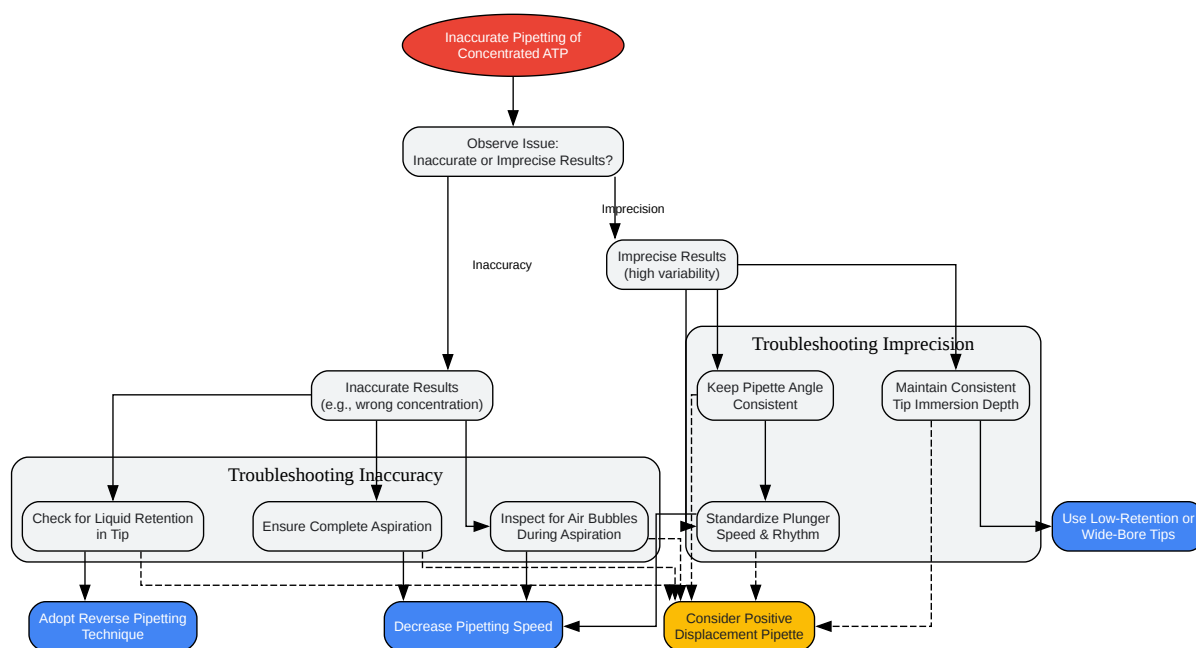 Inaccurate Pipetting of
Concentrated ATP
Observe Issue:
Inaccurate or Imprecise Results?
Imprecision
Inaccuracy
Imprecise Results
(high variability)
Troubleshooting Imprecision
Inaccurate Results
(e.g., wrong concentration)
Keep Pipette Angle
Consistent
Maintain Consistent
Tip Immersion Depth
Troubleshooting Inaccuracy
Check for Liquid Retention
in Tip
Ensure Complete Aspiration
Inspect for Air Bubbles
During Aspiration
Standardize Plunger
Speed & Rhythm
Use Low-Retention or
Wide-Bore Tips
Adopt Reverse Pipetting
Technique
Decrease Pipetting Speed
Consider Positive
Displacement Pipette